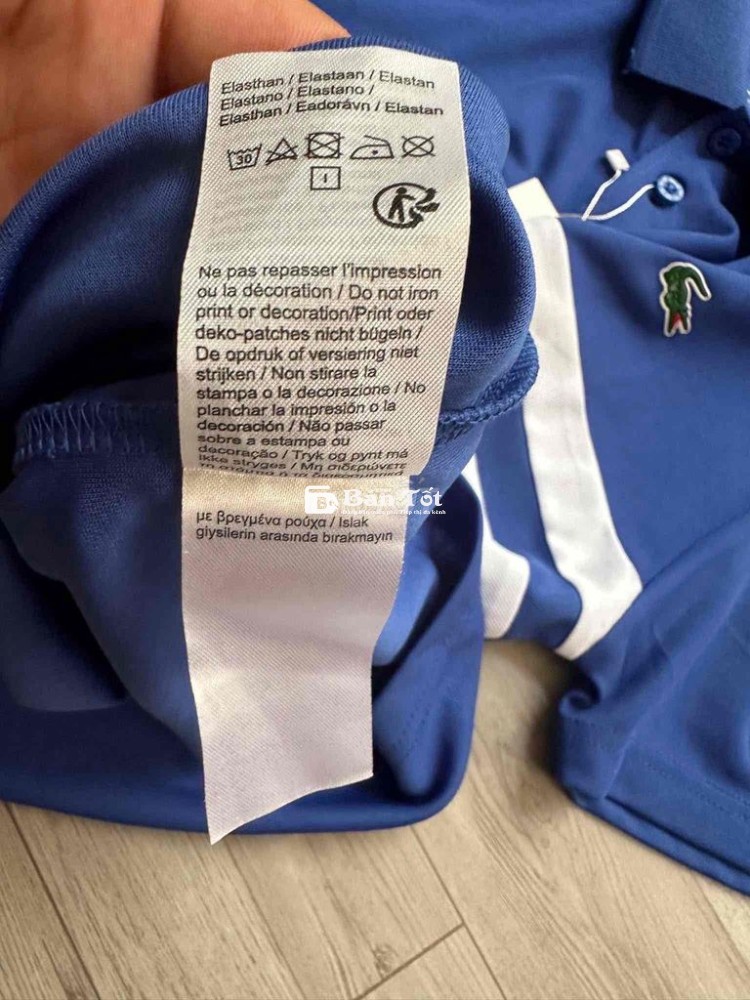 Elasthan / Elastaan / Elastan
Elastano / Elastano /
Elasthan / Εadorάvn / Elastan
30
Ne pas repasser l'impression
ou la décoration / Do not iron
print or decoration/Print oder
deko-patches nicht bügeln /
De opdruk of versiering niet
strijken / Non stirare la
stampa o la decorazione / No
planchar la impresión o la
decoración / Não passar
sobre a estampa ou
decoração / Tryk og pynt må
ikke stryges / Μη σιδερώνετε
Bán Tốt
με βρεγμένα ρούχα / Islak
giysilerin arasında bırakmayın